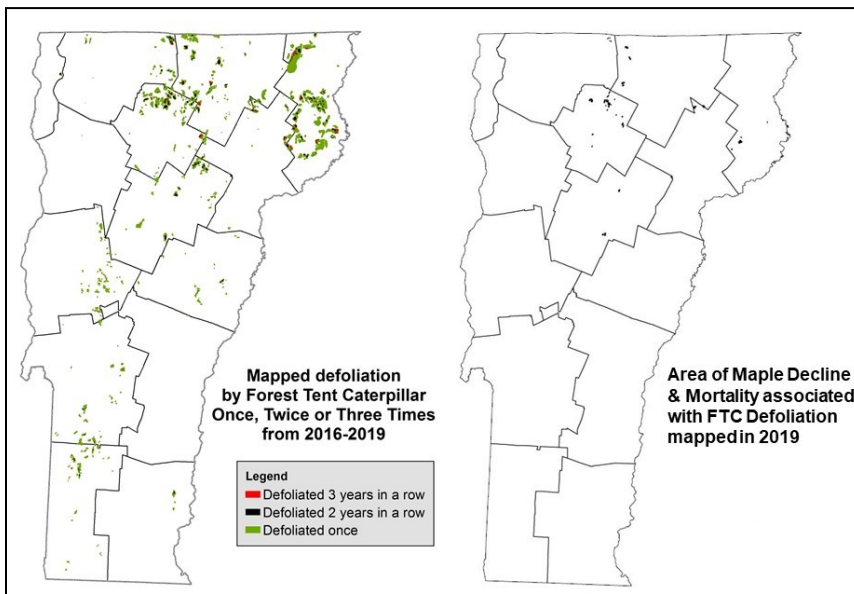 Mapped defoliation
by Forest Tent Caterpillar
Once, Twice or Three Times
from 2016-2019
Legend
Defoliated 3 years in a row
Defoliated 2 years in a row
Defoliated once
Area of Maple Decline
& Mortality associated
with FTC Defoliation
mapped in 2019